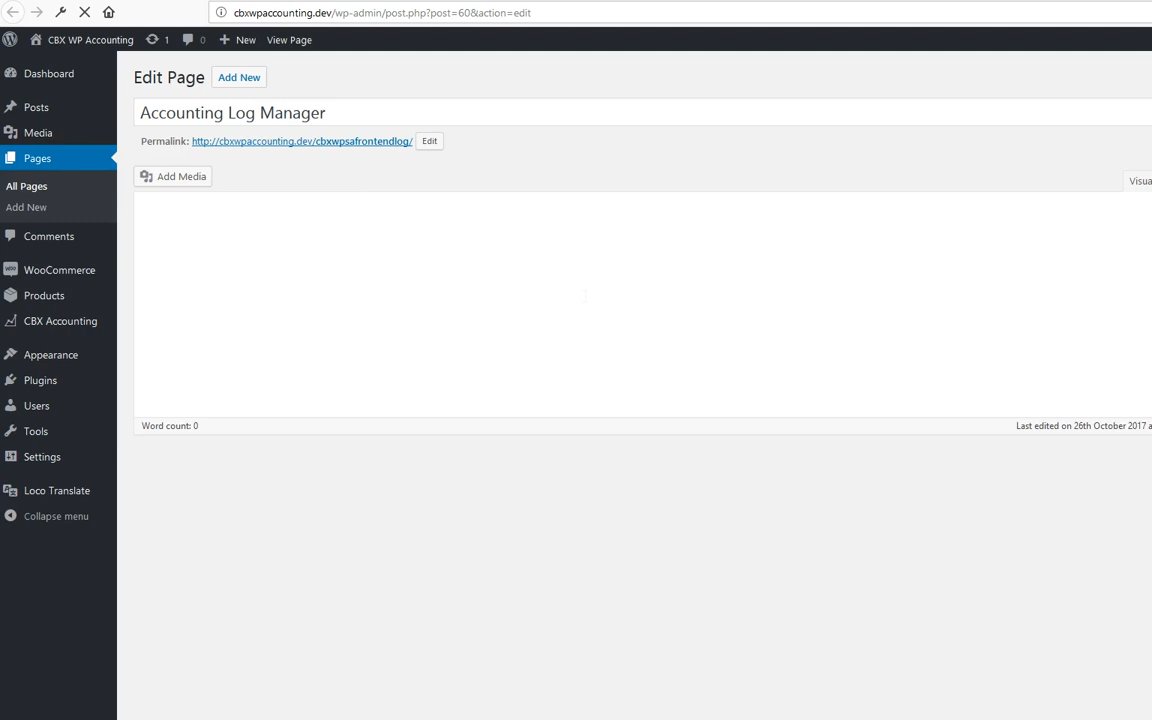 cbxwpaccounting.dev/wp-admin/post.php?post=60&action=edit
CBX WP Accounting 1 0 New View Page
Dashboard
Posts
Media
Pages
All Pages
Add New
Comments
WooCommerce
Products
CBX Accounting
Appearance
Plugins
Users
Tools
Settings
Loco Translate
Collapse menu
Edit Page Add New
Accounting Log Manager
Permalink: http://cbxwpaccounting.dev/cbxwpsafrontendlog/ Edit
Add Media
Visua
Word count: 0 Last edited on 26th October 2017 a